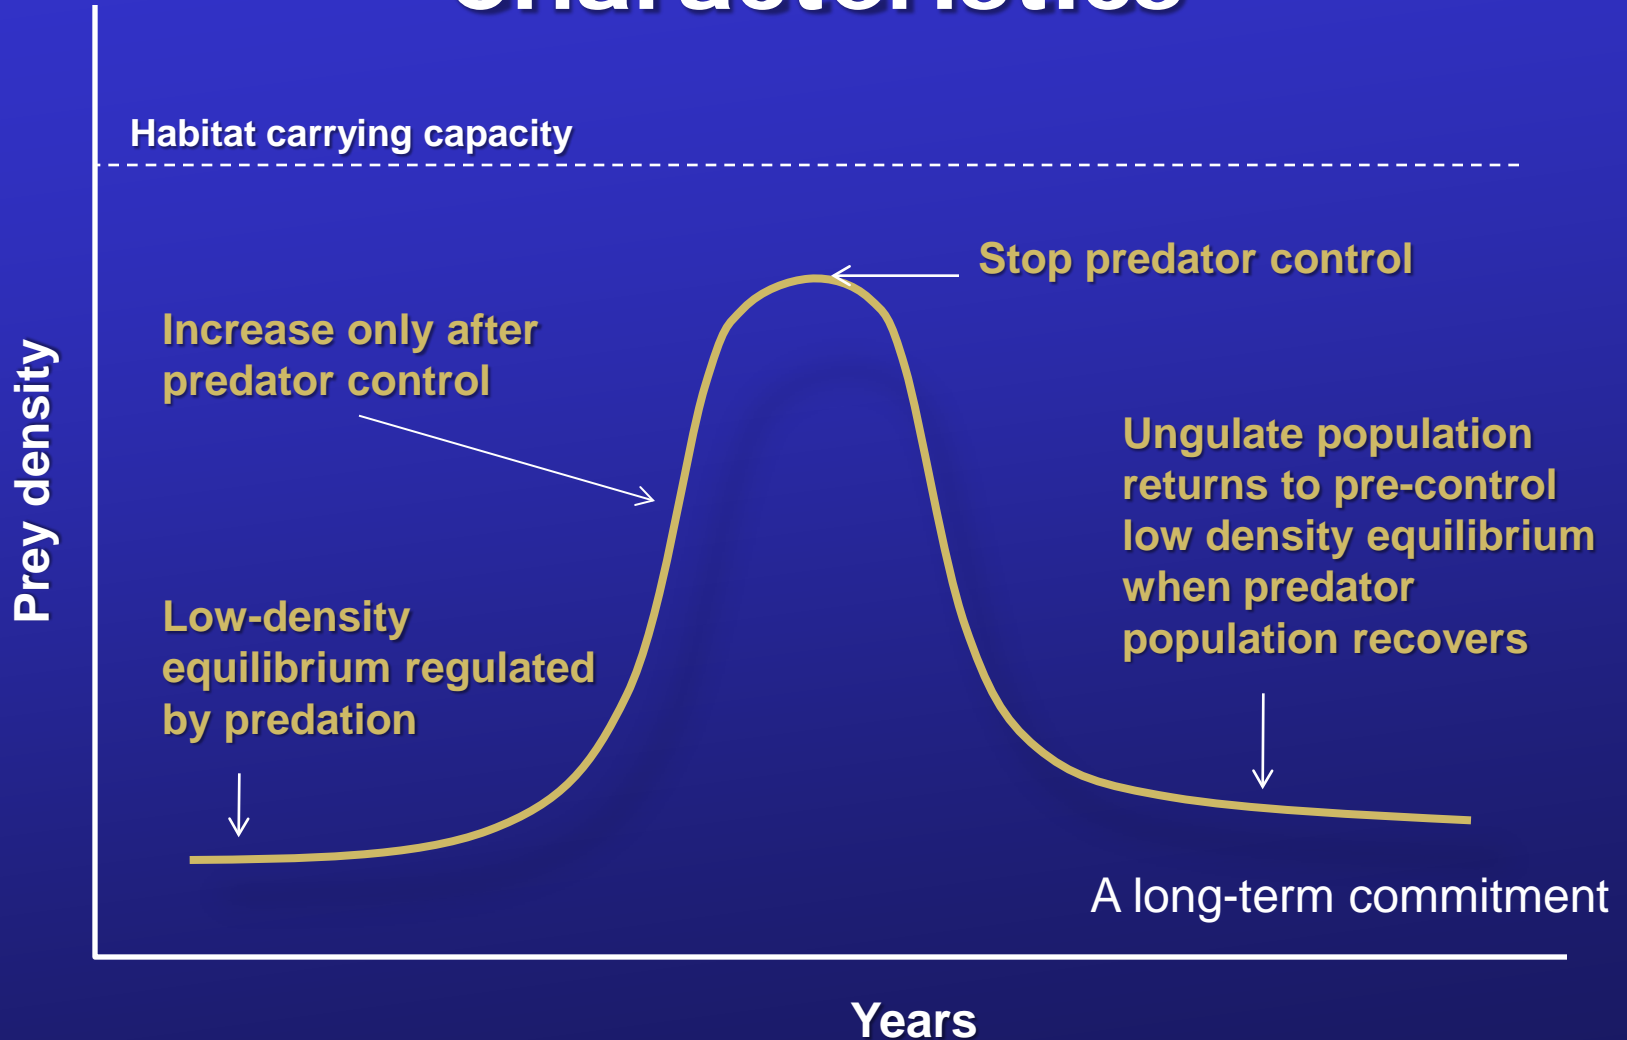 Characteristics
Habitat carrying capacity
Stop predator control
Increase only after
predator control
Ungulate population
returns to pre-control
low density equilibrium
when predator
population recovers
Prey density
Low-density
equilibrium regulated
by predation
A long-term commitment
Years